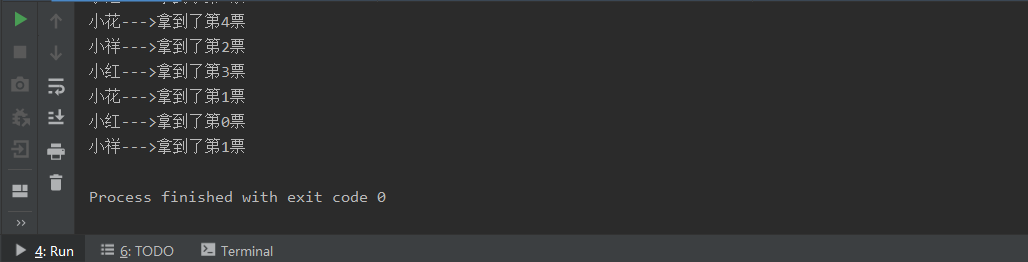 小花--->拿到了第4票
小祥--->拿到了第2票
小红--->拿到了第3票
小花--->拿到了第1票
小红--->拿到了第0票
小祥--->拿到了第1票
Process finished with exit code 0
4: Run 6: TODO Terminal